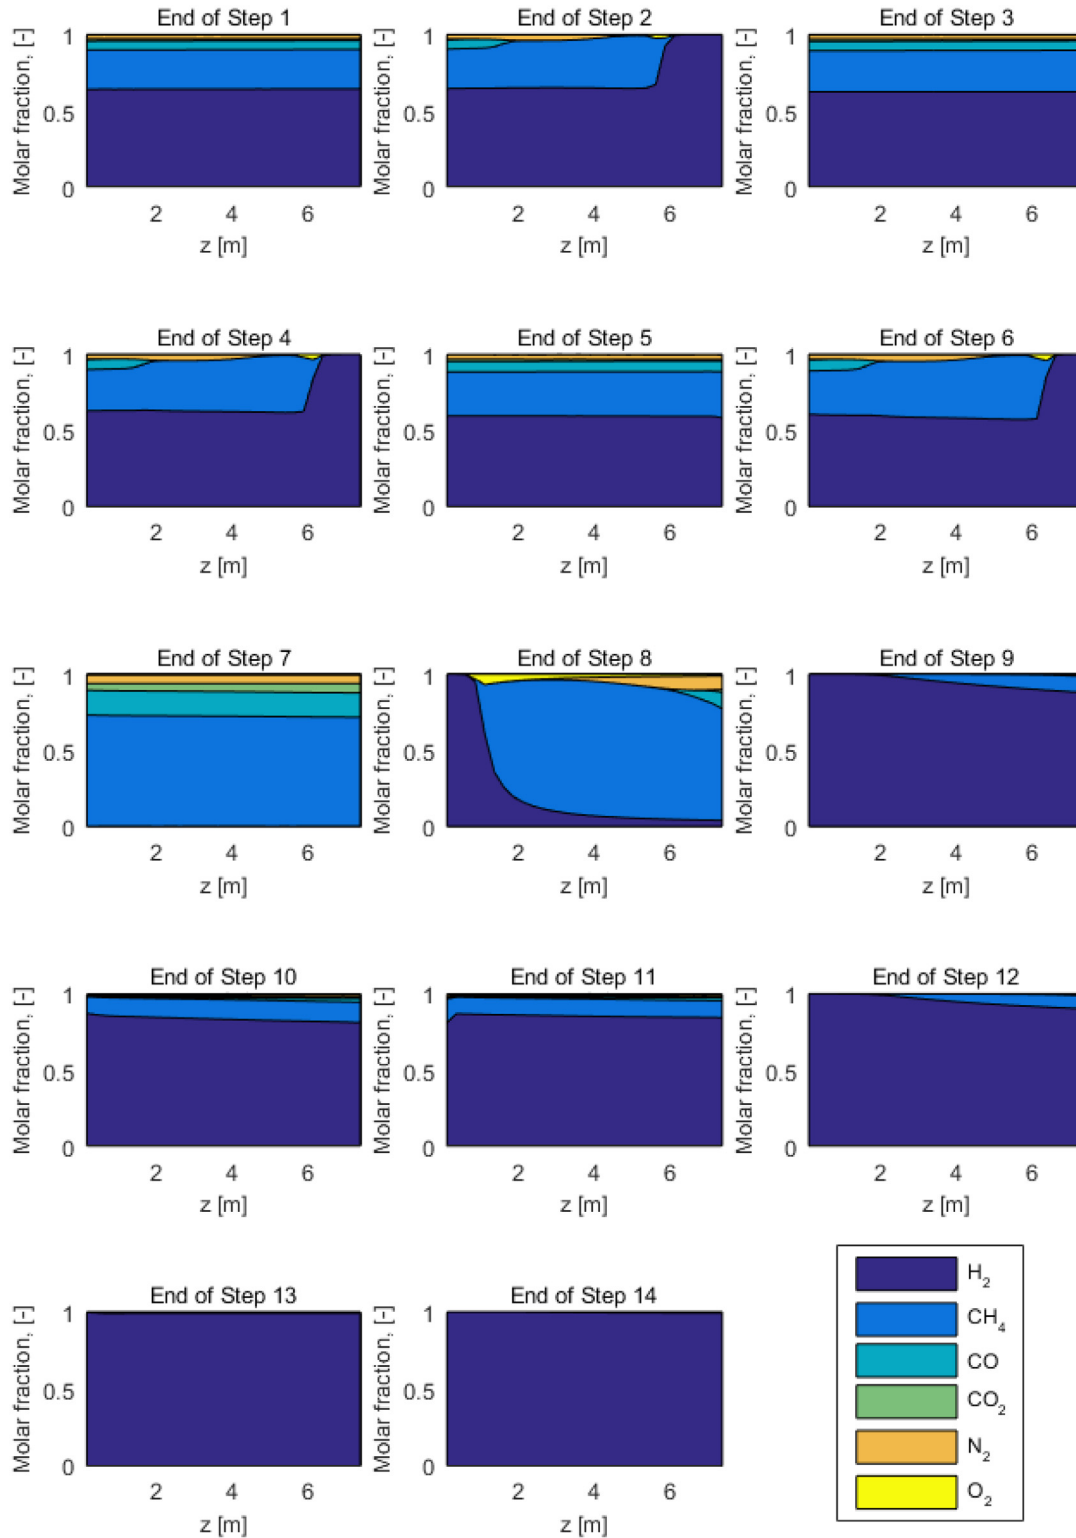 End of Step 1
End of Step 2
End of Step 3
Molar fraction, [-]
1
0.5
0
2
4
6
z [m]
Molar fraction, [-]
1
0.5
0
2
4
6
z [m]
Molar fraction, [-]
1
0.5
0
2
4
6
z [m]
End of Step 4
End of Step 5
End of Step 6
Molar fraction, [-]
1
0.5
0
2
4
6
z [m]
Molar fraction, [-]
1
0.5
0
2
4
6
z [m]
Molar fraction, [-]
1
0.5
0
2
4
6
z [m]
End of Step 7
End of Step 8
End of Step 9
Molar fraction, [-]
1
0.5
0
2
4
6
z [m]
Molar fraction, [-]
1
0.5
0
2
4
6
z [m]
Molar fraction, [-]
1
0.5
0
2
4
6
z [m]
End of Step 10
End of Step 11
End of Step 12
Molar fraction, [-]
1
0.5
0
2
4
6
z [m]
Molar fraction, [-]
1
0.5
0
2
4
6
z [m]
Molar fraction, [-]
1
0.5
0
2
4
6
z [m]
End of Step 13
End of Step 14
Molar fraction, [-]
1
0.5
0
2
4
6
z [m]
Molar fraction, [-]
1
0.5
0
2
4
6
z [m]
H₂
CH₄
CO
CO₂
N₂
O₂